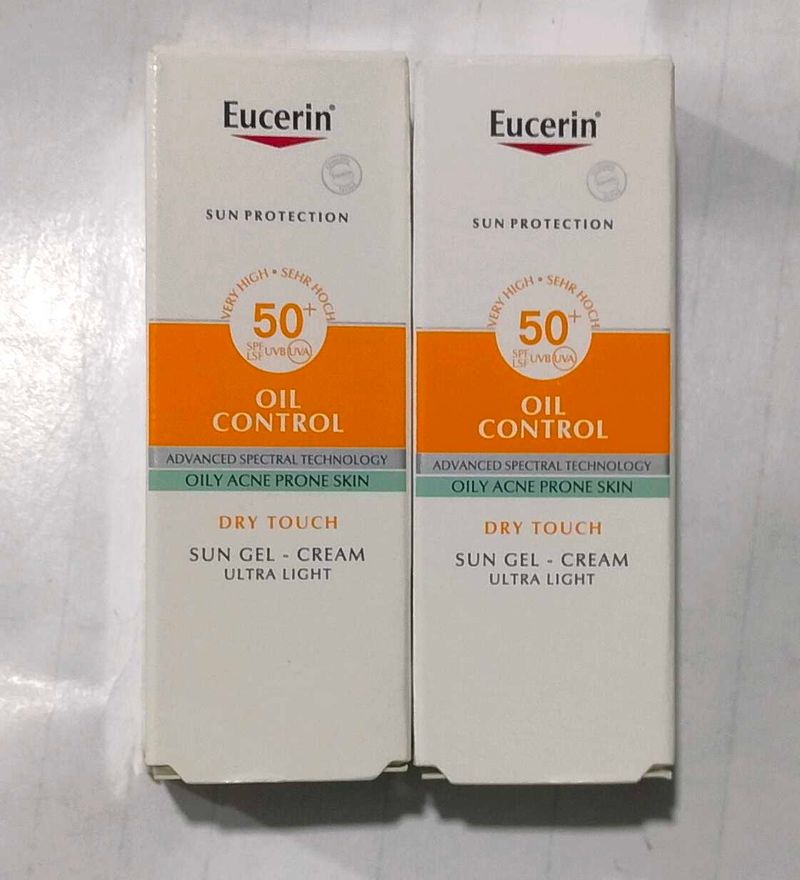 Eucerin®
SUN PROTECTION
VERY HIGH • SEHR HOCH
50+
SPF
LSF UVB UVA
OIL
CONTROL
ADVANCED SPECTRAL TECHNOLOGY
OILY ACNE PRONE SKIN
DRY TOUCH
SUN GEL - CREAM
ULTRA LIGHT
Eucerin®
SUN PROTECTION
VERY HIGH • SEHR HOCH
50+
SPF
LSF UVB UVA
OIL
CONTROL
ADVANCED SPECTRAL TECHNOLOGY
OILY ACNE PRONE SKIN
DRY TOUCH
SUN GEL - CREAM
ULTRA LIGHT